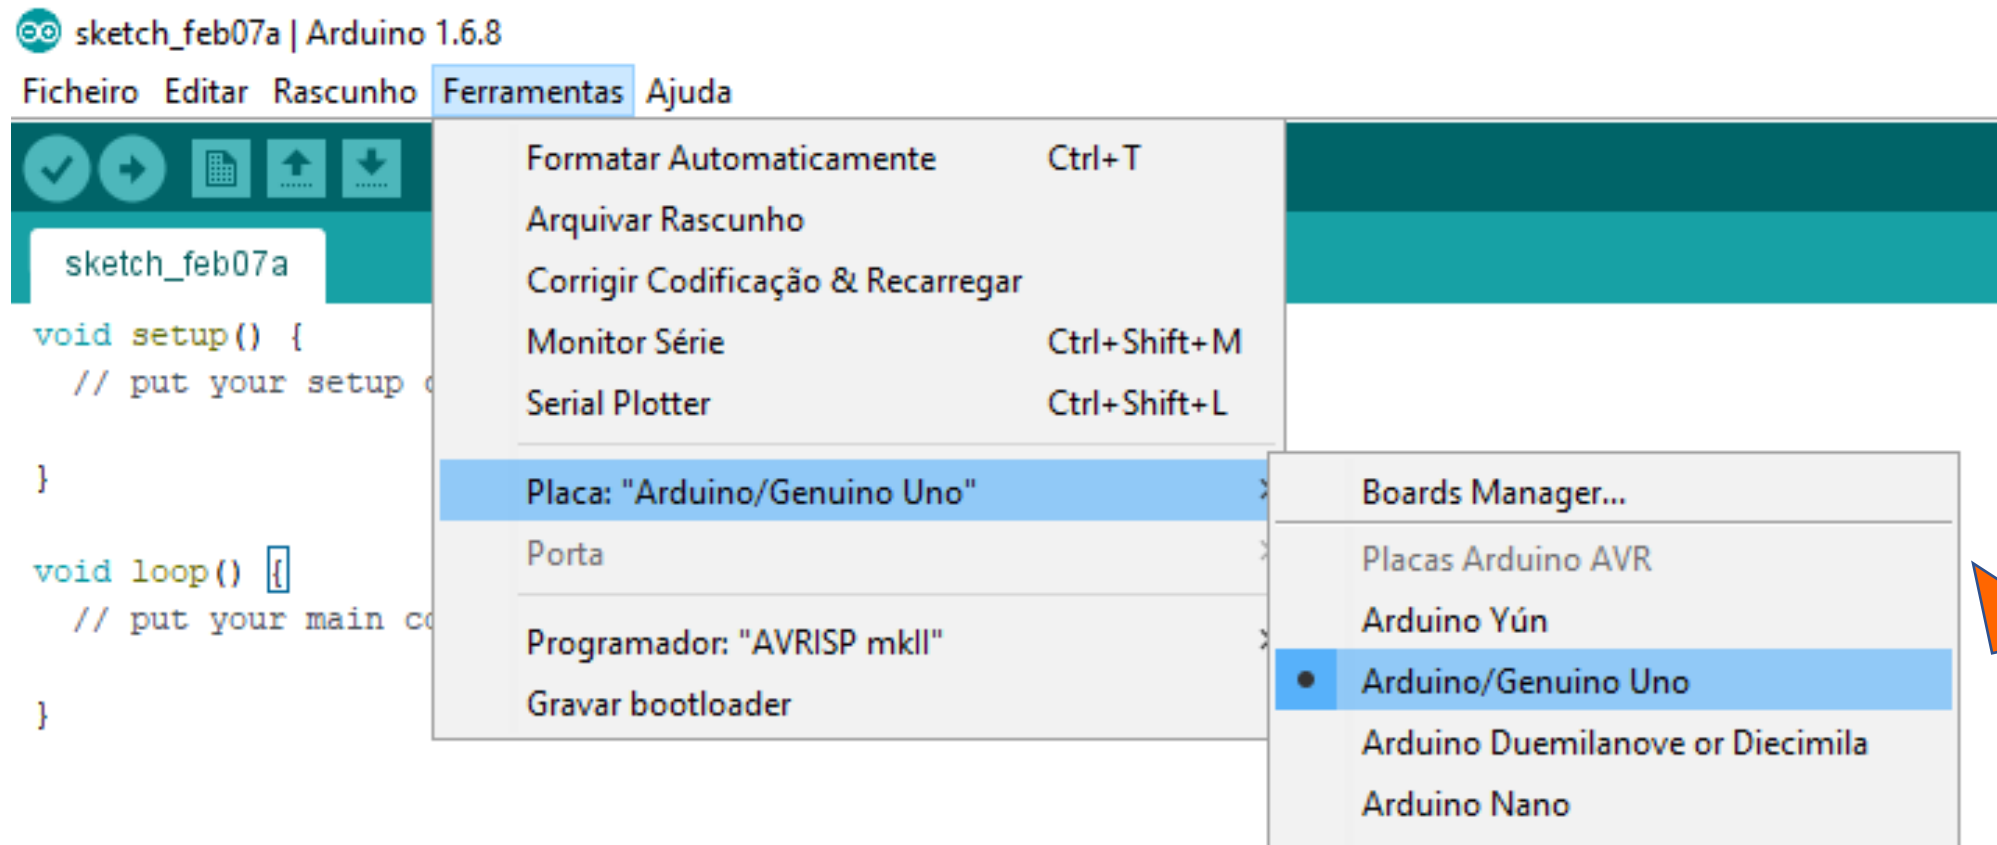 sketch_feb07a | Arduino 1.6.8
Ficheiro Editar Rascunho Ferramentas Ajuda
sketch_feb07a
void setup() {
// put your setup
}
void loop() {
// put your main
}
Formatar Automaticamente Ctrl+T
Arquivar Rascunho
Corrigir Codificação & Recarregar
Monitor Série Ctrl+Shift+M
Serial Plotter Ctrl+Shift+L
Placa: "Arduino/Genuino Uno"
Porta
Programador: "AVRISP mkII"
Gravar bootloader
Boards Manager...
Placas Arduino AVR
Arduino Yún
Arduino/Genuino Uno
Arduino Duemilanove or Diecimila
Arduino Nano